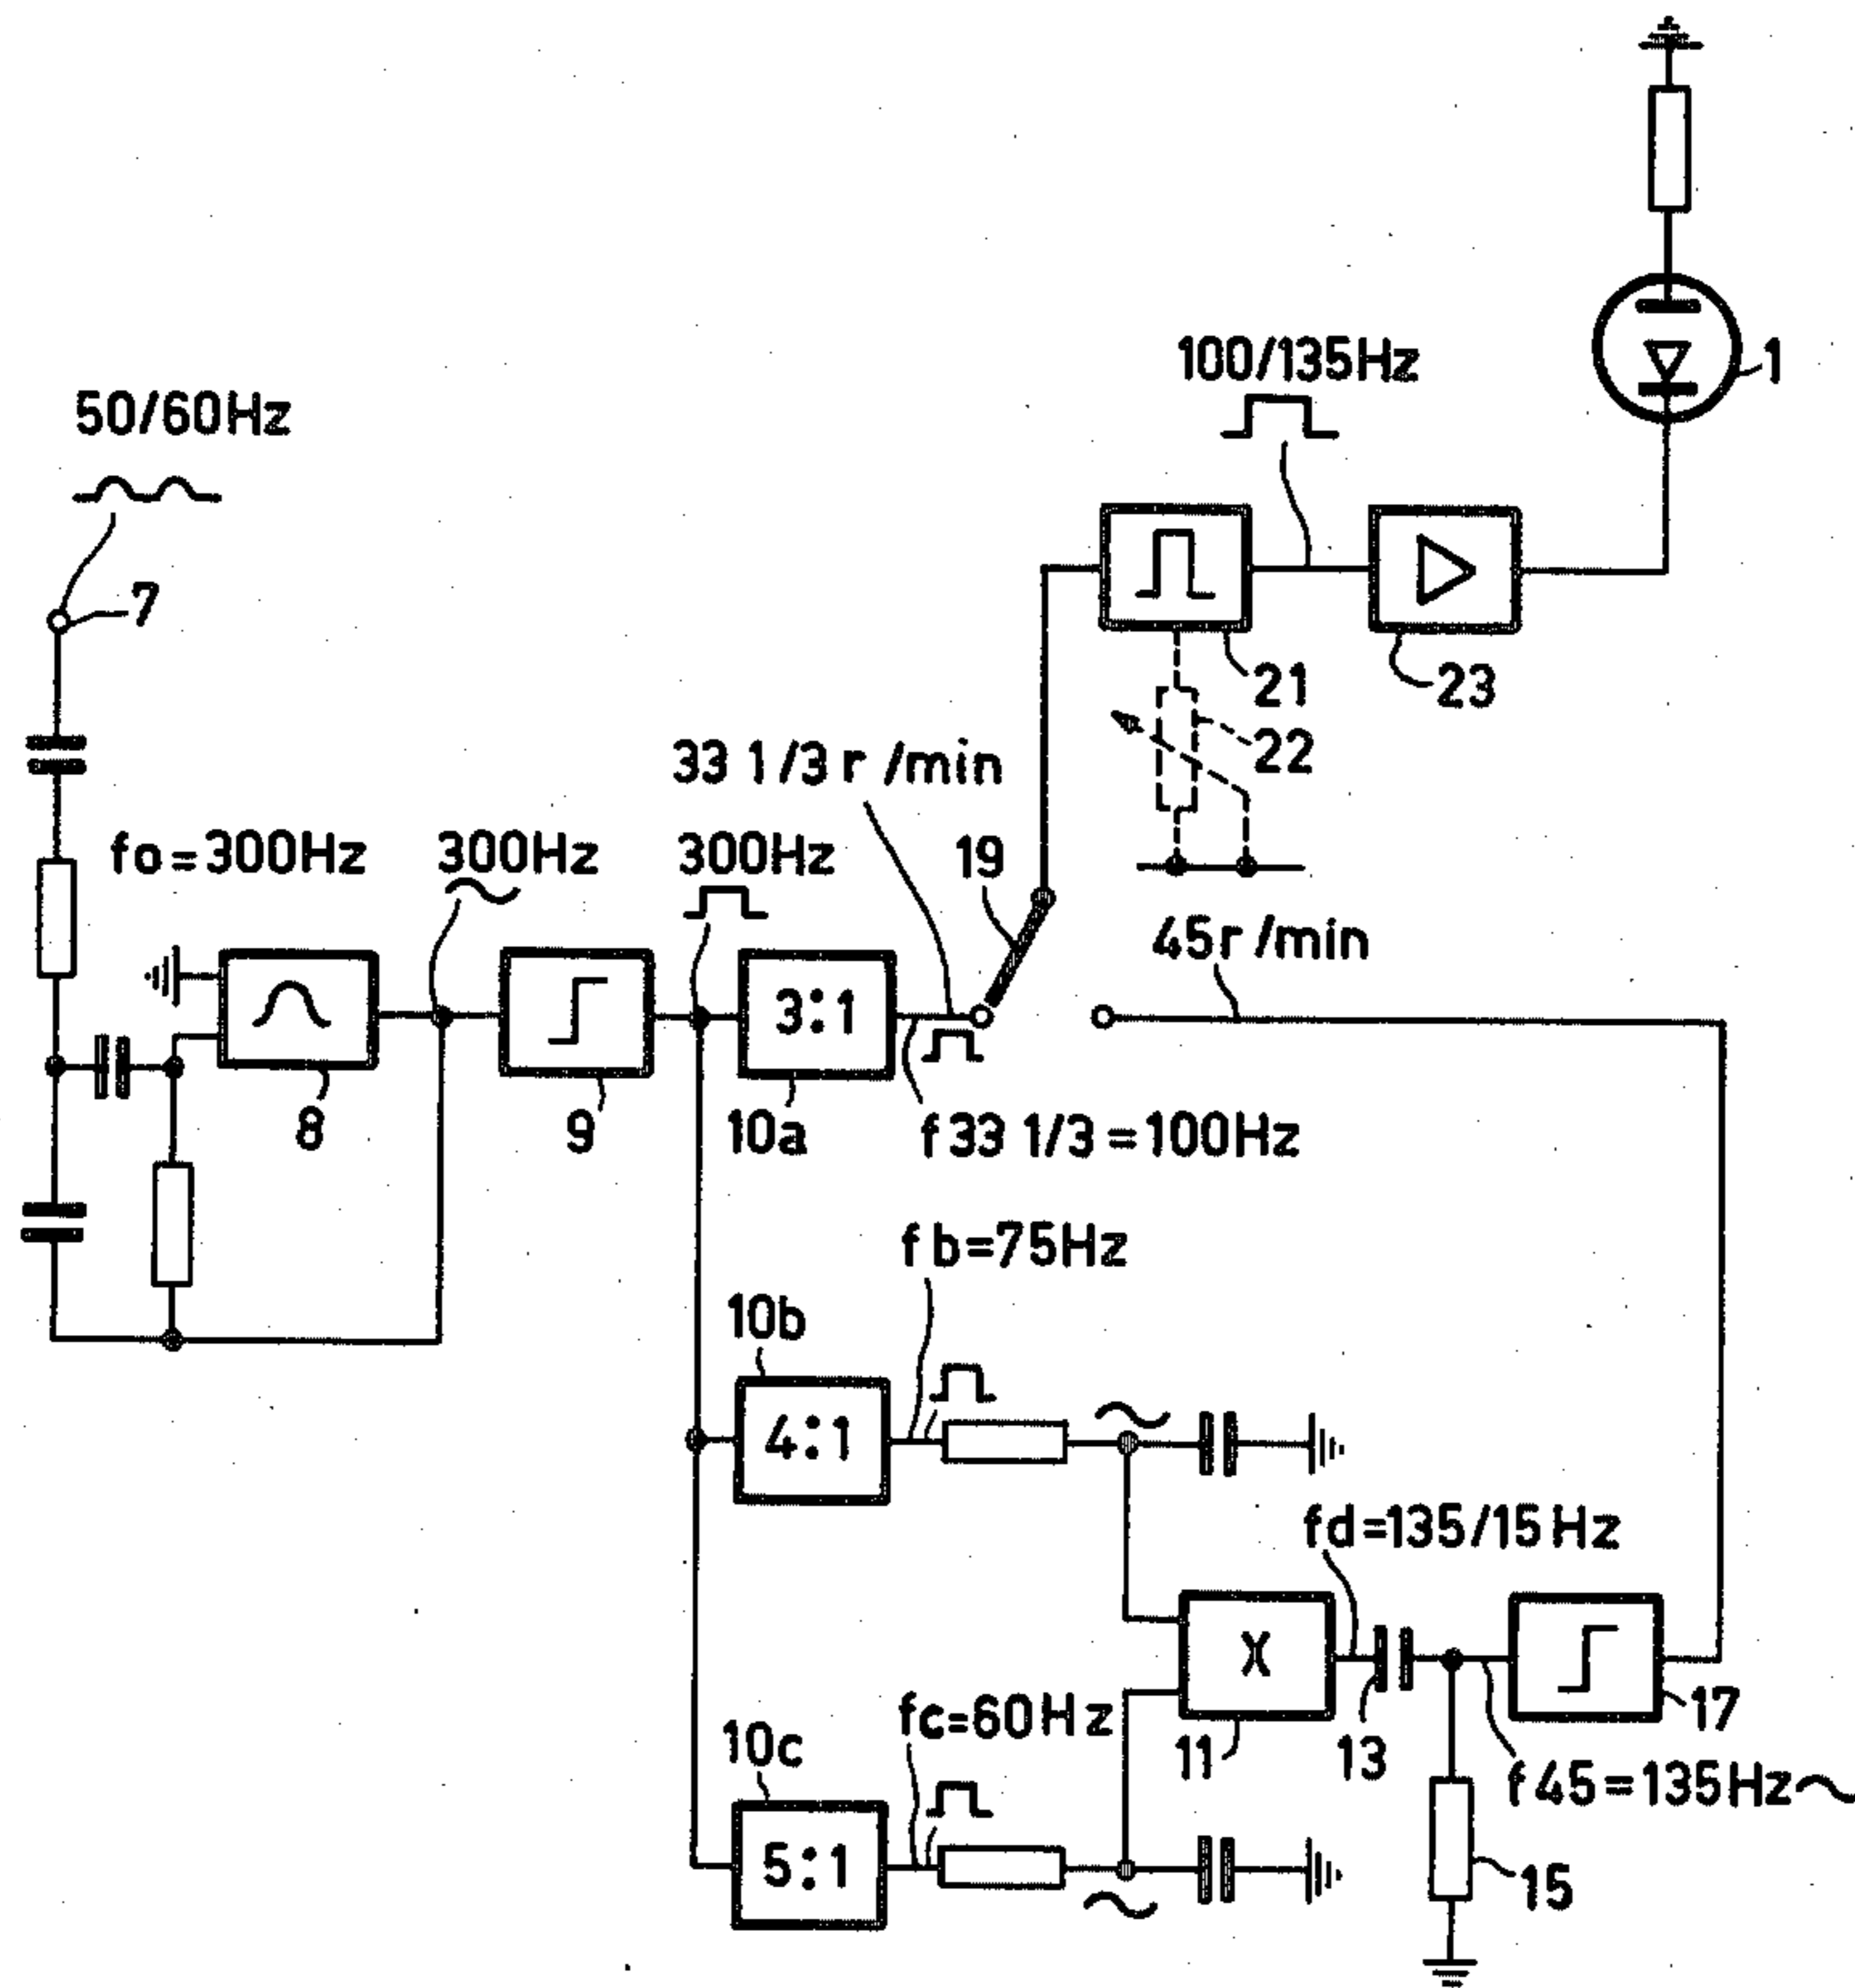 1
100/135Hz
50/60Hz
7
21
23
22
33 1/3 r /min
fo=300Hz
300Hz
300Hz
19
45r /min
3:1
8
9
10a
f 33 1/3 =100Hz
fb=75Hz
10b
4:1
fd=135/15Hz
X
fc=60Hz
10c
11
13
17
f 45 =135Hz
5:1
15